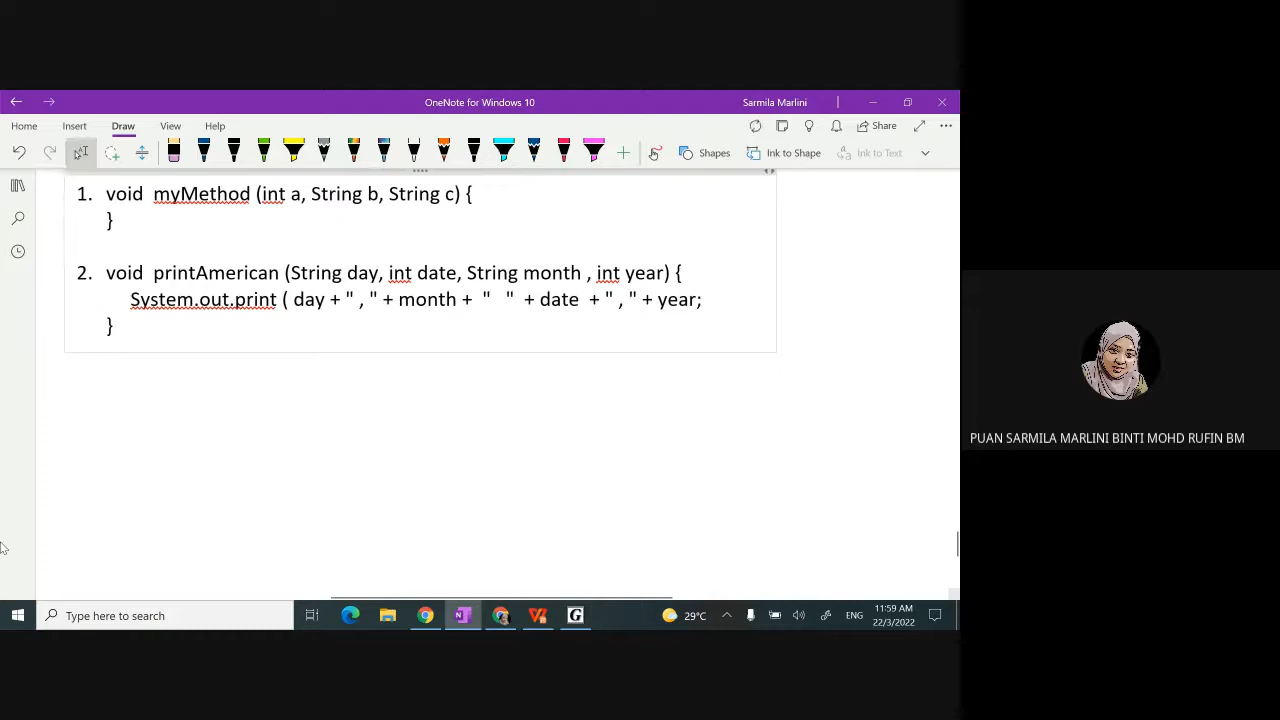 OneNote for Windows 10
Sarmila Marlini
Home Insert Draw View Help
Share
Shapes Ink to Shape Ink to Text
1. void myMethod (int a, String b, String c) {
}
2. void printAmerican (String day, int date, String month , int year) {
System.out.print ( day + " , " + month + "   " + date + " , " + year;
}
PUAN SARMILA MARLINI BINTI MOHD RUFIN BM
Type here to search
29°C
ENG
11:59 AM
22/3/2022